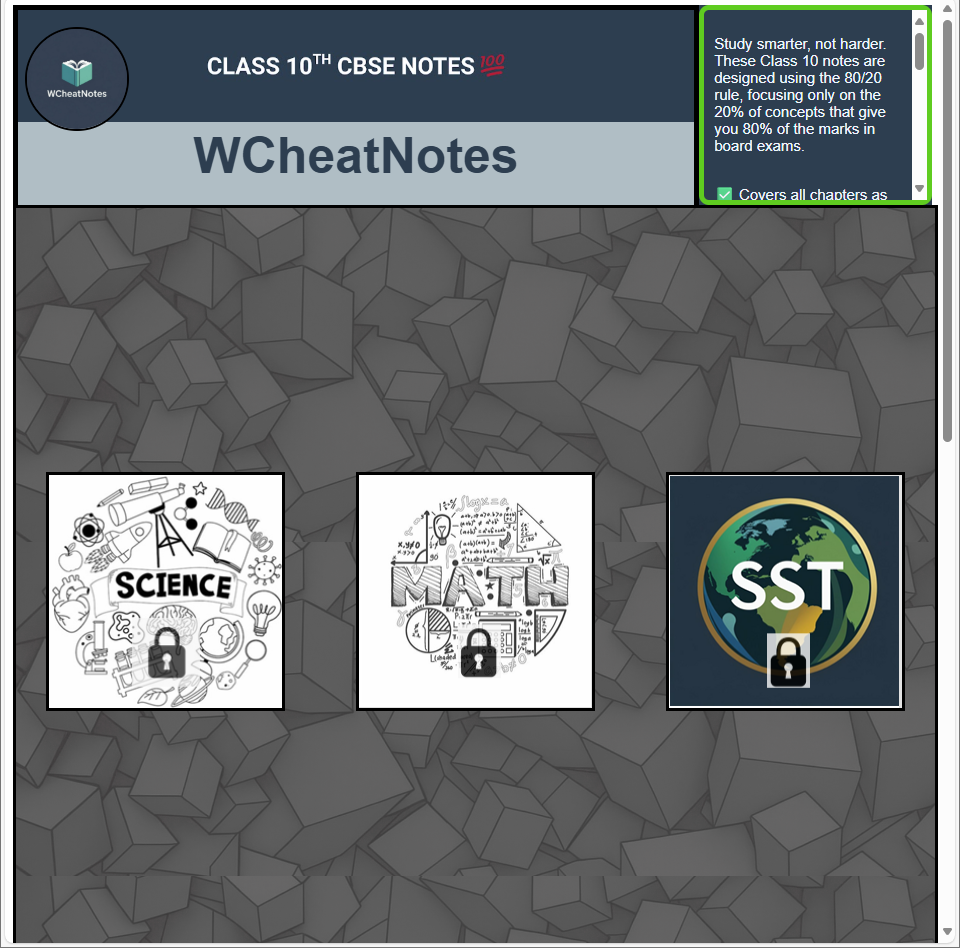 WCheatNotes
CLASS 10TH CBSE NOTES 💯
WCheatNotes
Study smarter, not harder.
These Class 10 notes are
designed using the 80/20
rule, focusing only on the
20% of concepts that give
you 80% of the marks in
board exams.
✅ Covers all chapters as
SCIENCE
MATH
SST